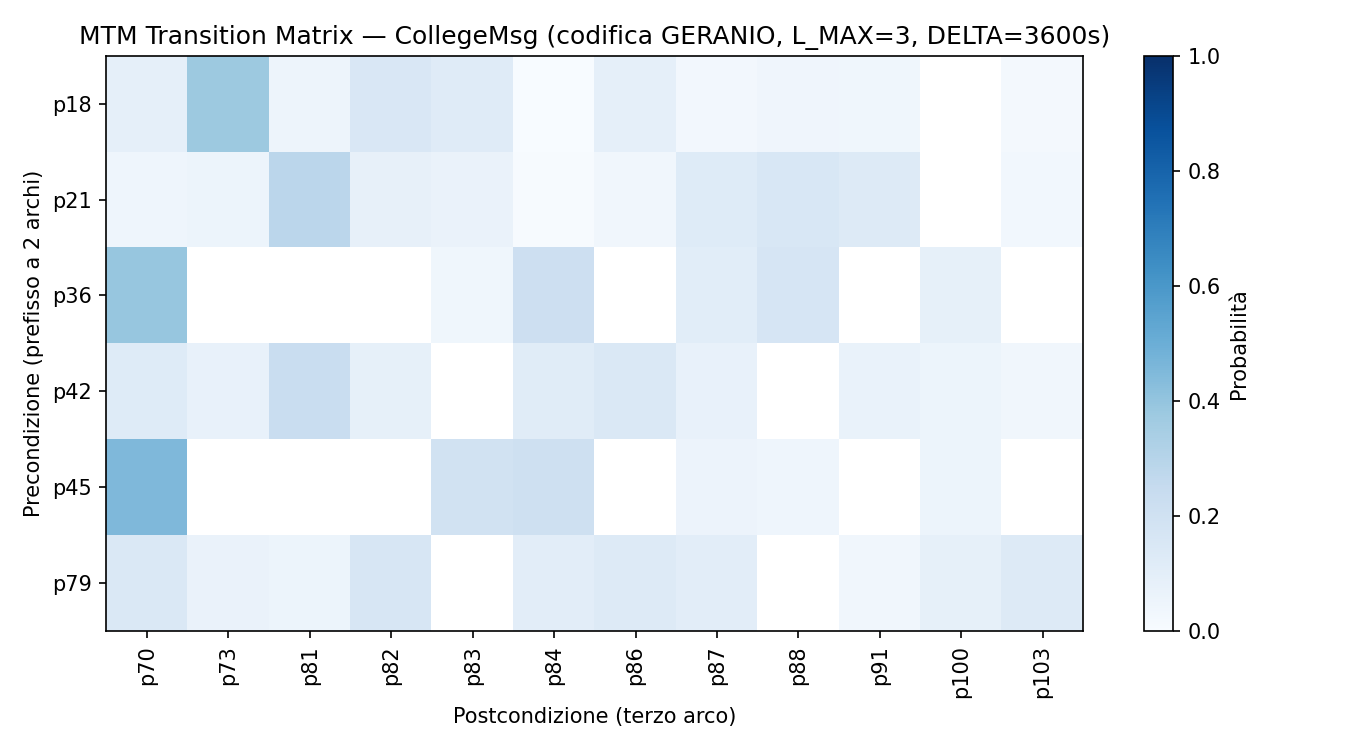 MTM Transition Matrix — CollegeMsg (codifica GERANIO, L_MAX=3, DELTA=3600s)
Precondizione (prefisso a 2 archi)
p18
p21
p36
p42
p45
p79
p70 p73 p81 p82 p83 p84 p86 p87 p88 p91 p100 p103
Postcondizione (terzo arco)
1.0
0.8
0.6
0.4
0.2
0.0
Probabilità